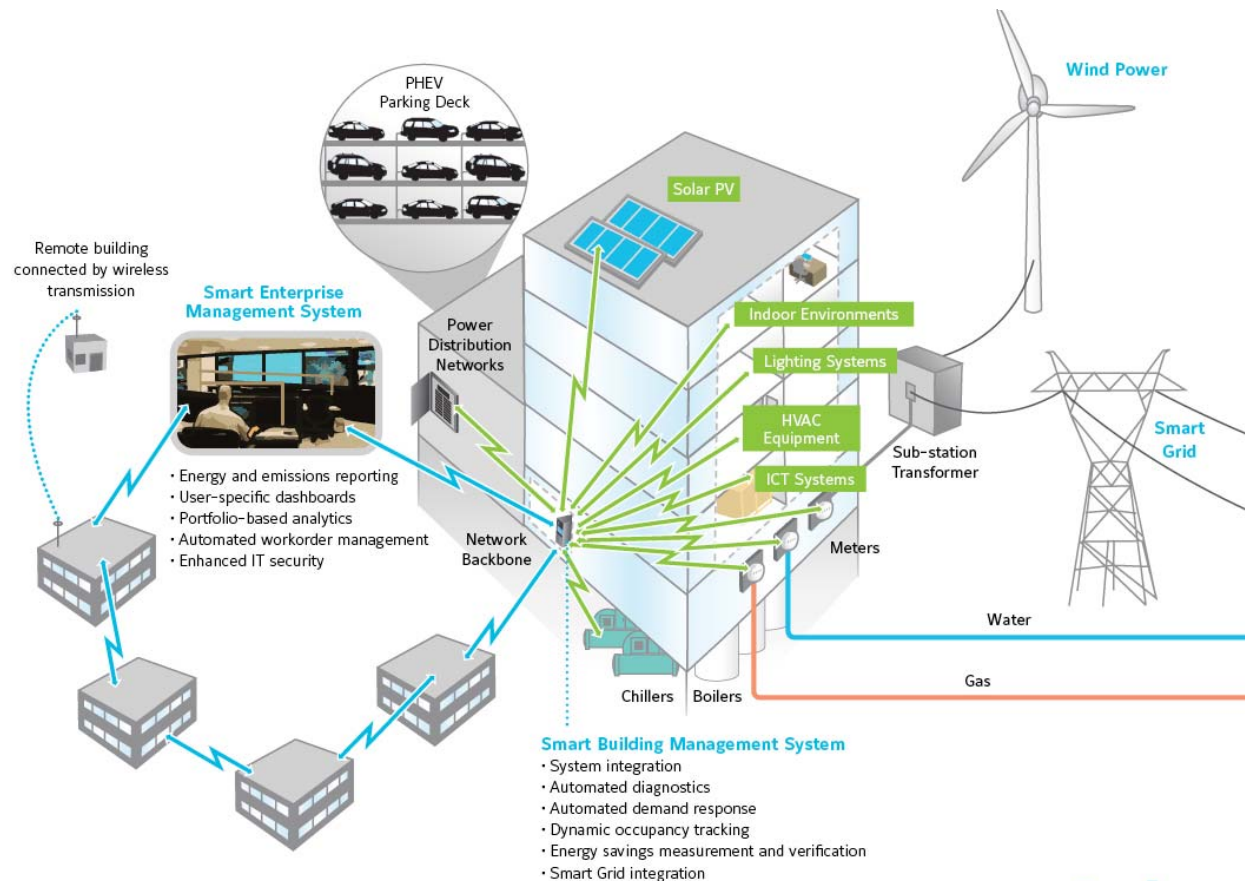 PHEV
Parking Deck
Wind Power
Solar PV
Remote building
connected by wireless
transmission
Smart Enterprise
Management System
Power
Distribution
Networks
Indoor Environments
Lighting Systems
HVAC
Equipment
ICT Systems
Sub-station
Transformer
Smart
Grid
· Energy and emissions reporting
· User-specific dashboards
· Portfolio-based analytics
· Automated workorder management
· Enhanced IT security
Network
Backbone
Meters
Water
Gas
Chillers
Boilers
Smart Building Management System
· System integration
· Automated diagnostics
· Automated demand response
· Dynamic occupancy tracking
· Energy savings measurement and verification
· Smart Grid integration